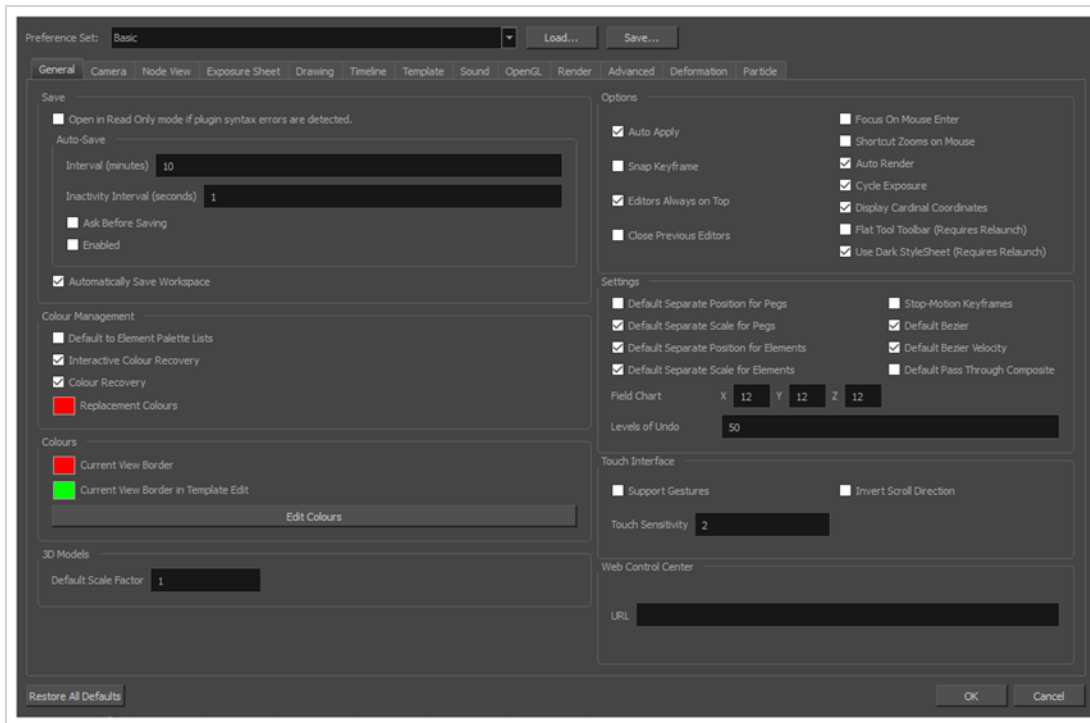 Preference Set: Basic Load... Save...
General Camera Node View Exposure Sheet Drawing Timeline Template Sound OpenGL Render Advanced Deformation Particle
Save
Open in Read Only mode if plugin syntax errors are detected.
Auto-Save
Interval (minutes) 10
Inactivity Interval (seconds) 1
Ask Before Saving
Enabled
Automatically Save Workspace
Colour Management
Default to Element Palette Lists
Interactive Colour Recovery
Colour Recovery
Replacement Colours
Colours
Current View Border
Current View Border in Template Edit
Edit Colours
3D Models
Default Scale Factor 1
Options
Auto Apply
Snap Keyframe
Editors Always on Top
Close Previous Editors
Focus On Mouse Enter
Shortcut Zooms on Mouse
Auto Render
Cycle Exposure
Display Cardinal Coordinates
Flat Tool Toolbar (Requires Relaunch)
Use Dark StyleSheet (Requires Relaunch)
Settings
Default Separate Position for Pegs
Default Separate Scale for Pegs
Default Separate Position for Elements
Default Separate Scale for Elements
Stop-Motion Keyframes
Default Bezier
Default Bezier Velocity
Default Pass Through Composite
Field Chart X 12 Y 12 Z 12
Levels of Undo 50
Touch Interface
Support Gestures Invert Scroll Direction
Touch Sensitivity 2
Web Control Center
URL
Restore All Defaults OK Cancel